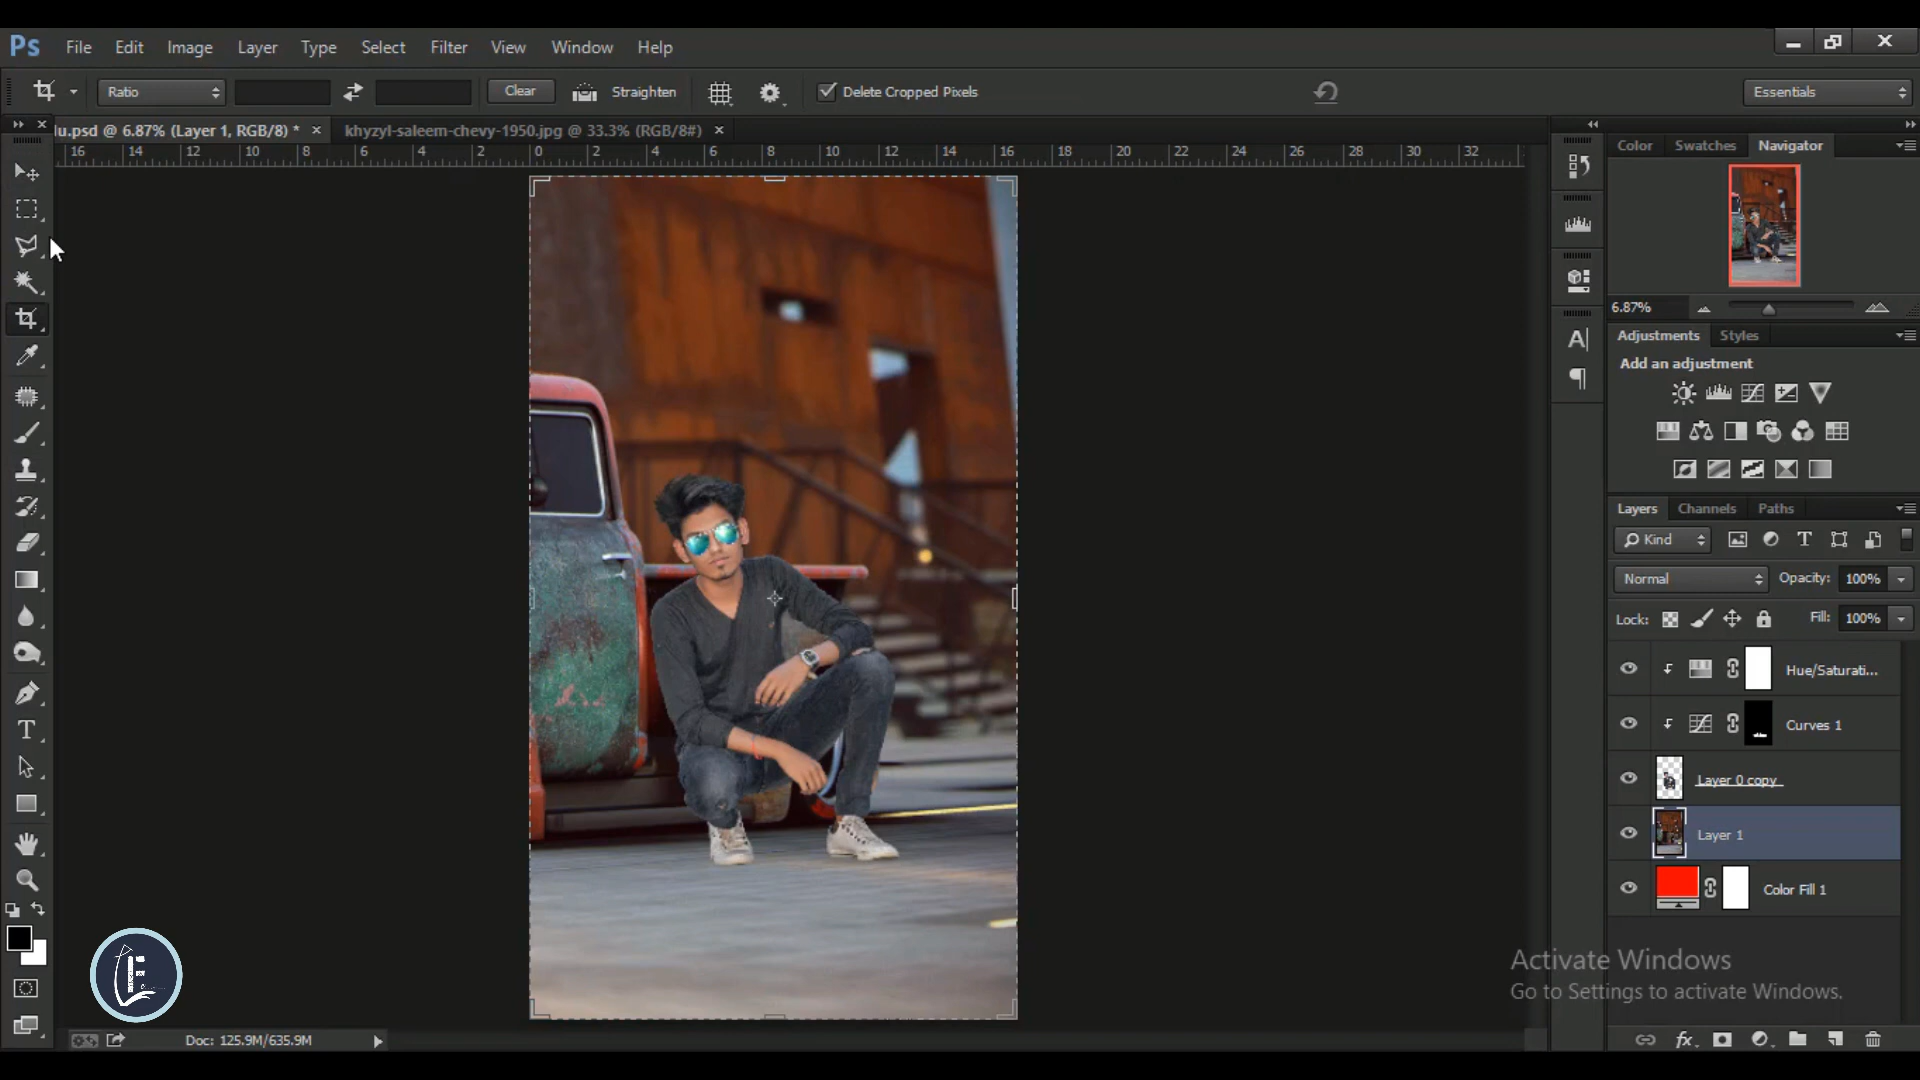 Ps File Edit Image Layer Type Select Filter View Window Help
Ratio Clear Straighten Delete Cropped Pixels Essentials
lu.psd @ 6.87% (Layer 1, RGB/8) * × khyzyl-saleem-chevy-1950.jpg @ 33.3% (RGB/8#) ×
16 14 12 10 8 6 4 2 0 2 4 6 8 10 12 14 16 18 20 22 24 26 28 30 32
Color Swatches Navigator
6.87%
Adjustments Styles
Add an adjustment
Layers Channels Paths
Kind
Normal Opacity: 100%
Lock: Fill: 100%
Hue/Saturati...
Curves 1
Layer 0 copy
Layer 1
Color Fill 1
E
Activate Windows
Go to Settings to activate Windows.
Doc: 125.9M/635.9M